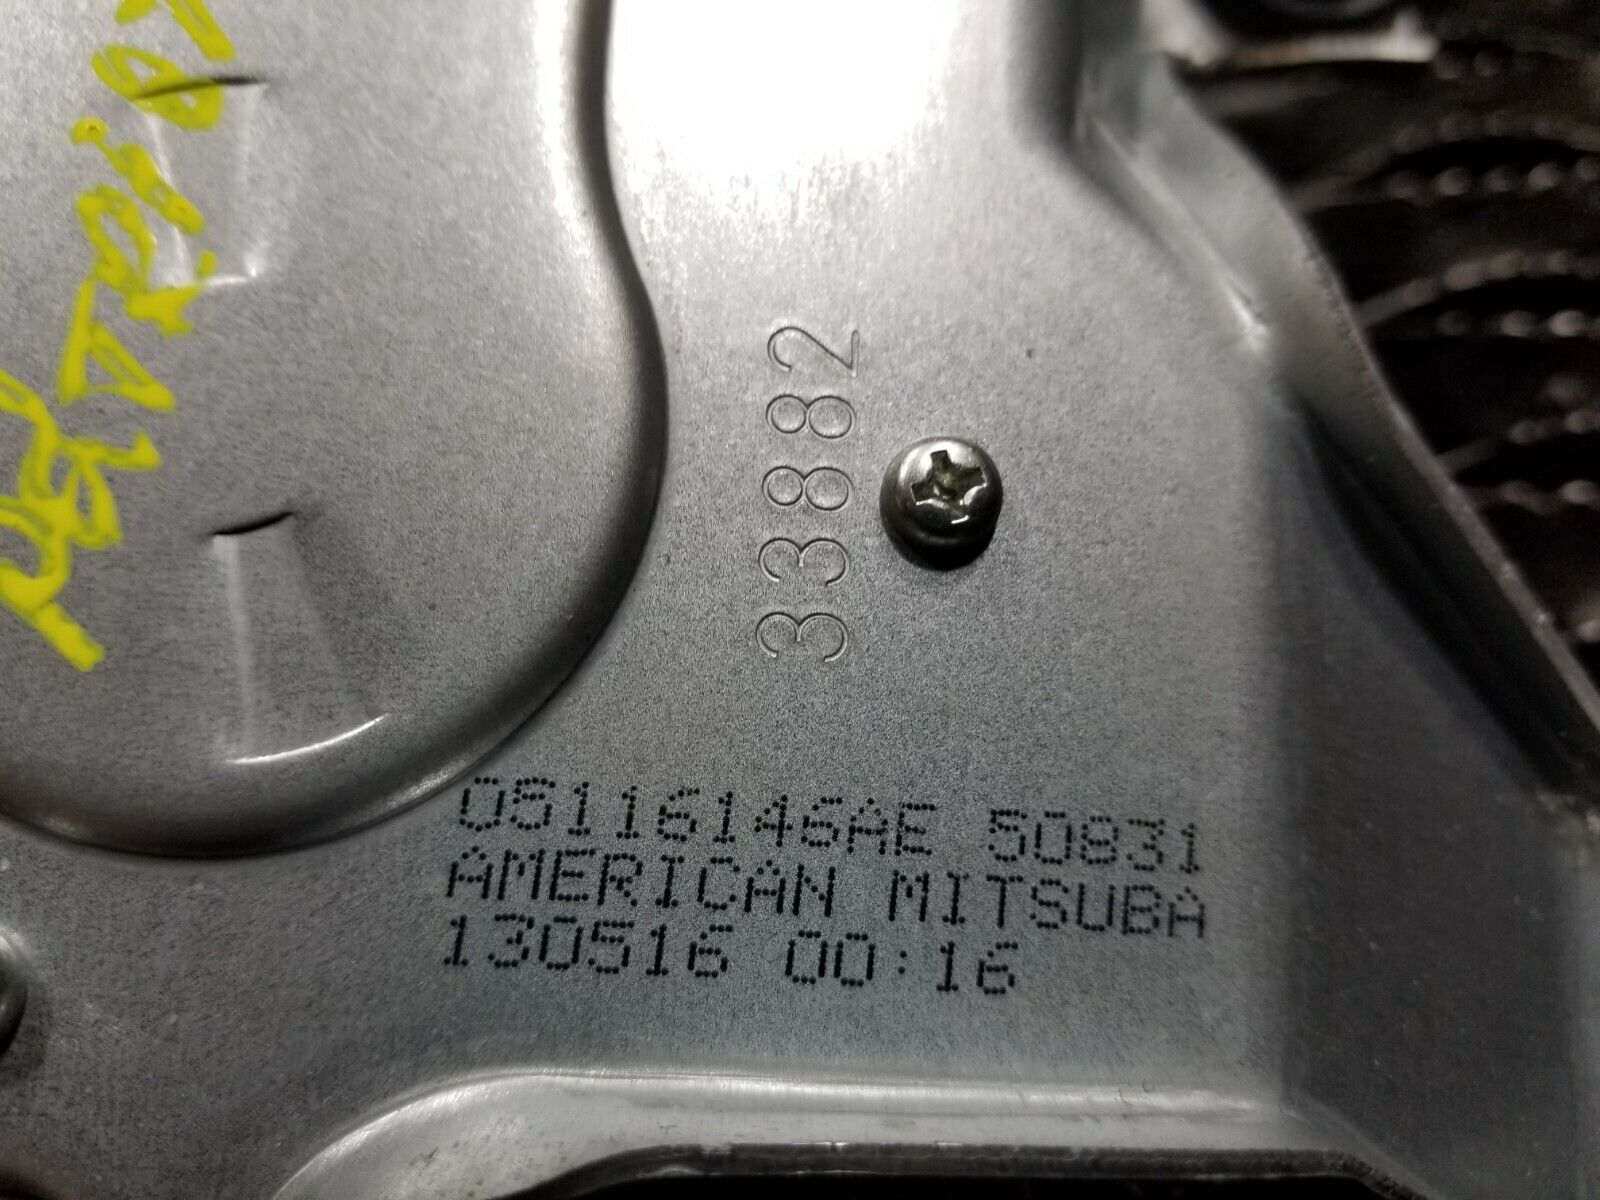 33882
05116146AE 50831
AMERICAN MITSUBA
130516 00:16